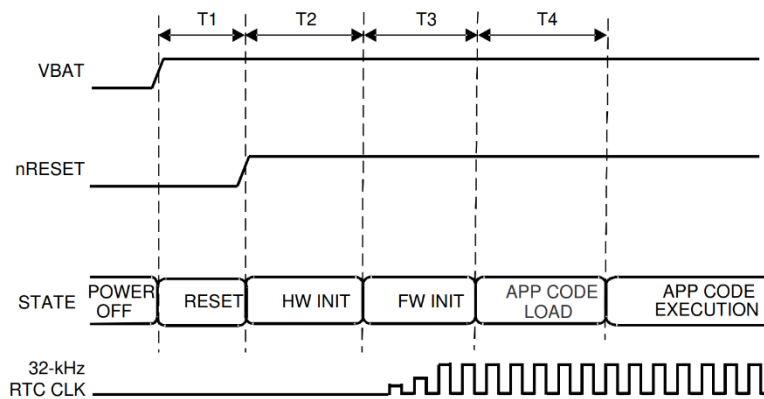 T1 T2 T3 T4
VBAT
nRESET
STATE POWER OFF RESET HW INIT FW INIT APP CODE LOAD APP CODE EXECUTION
32-kHz
RTC CLK